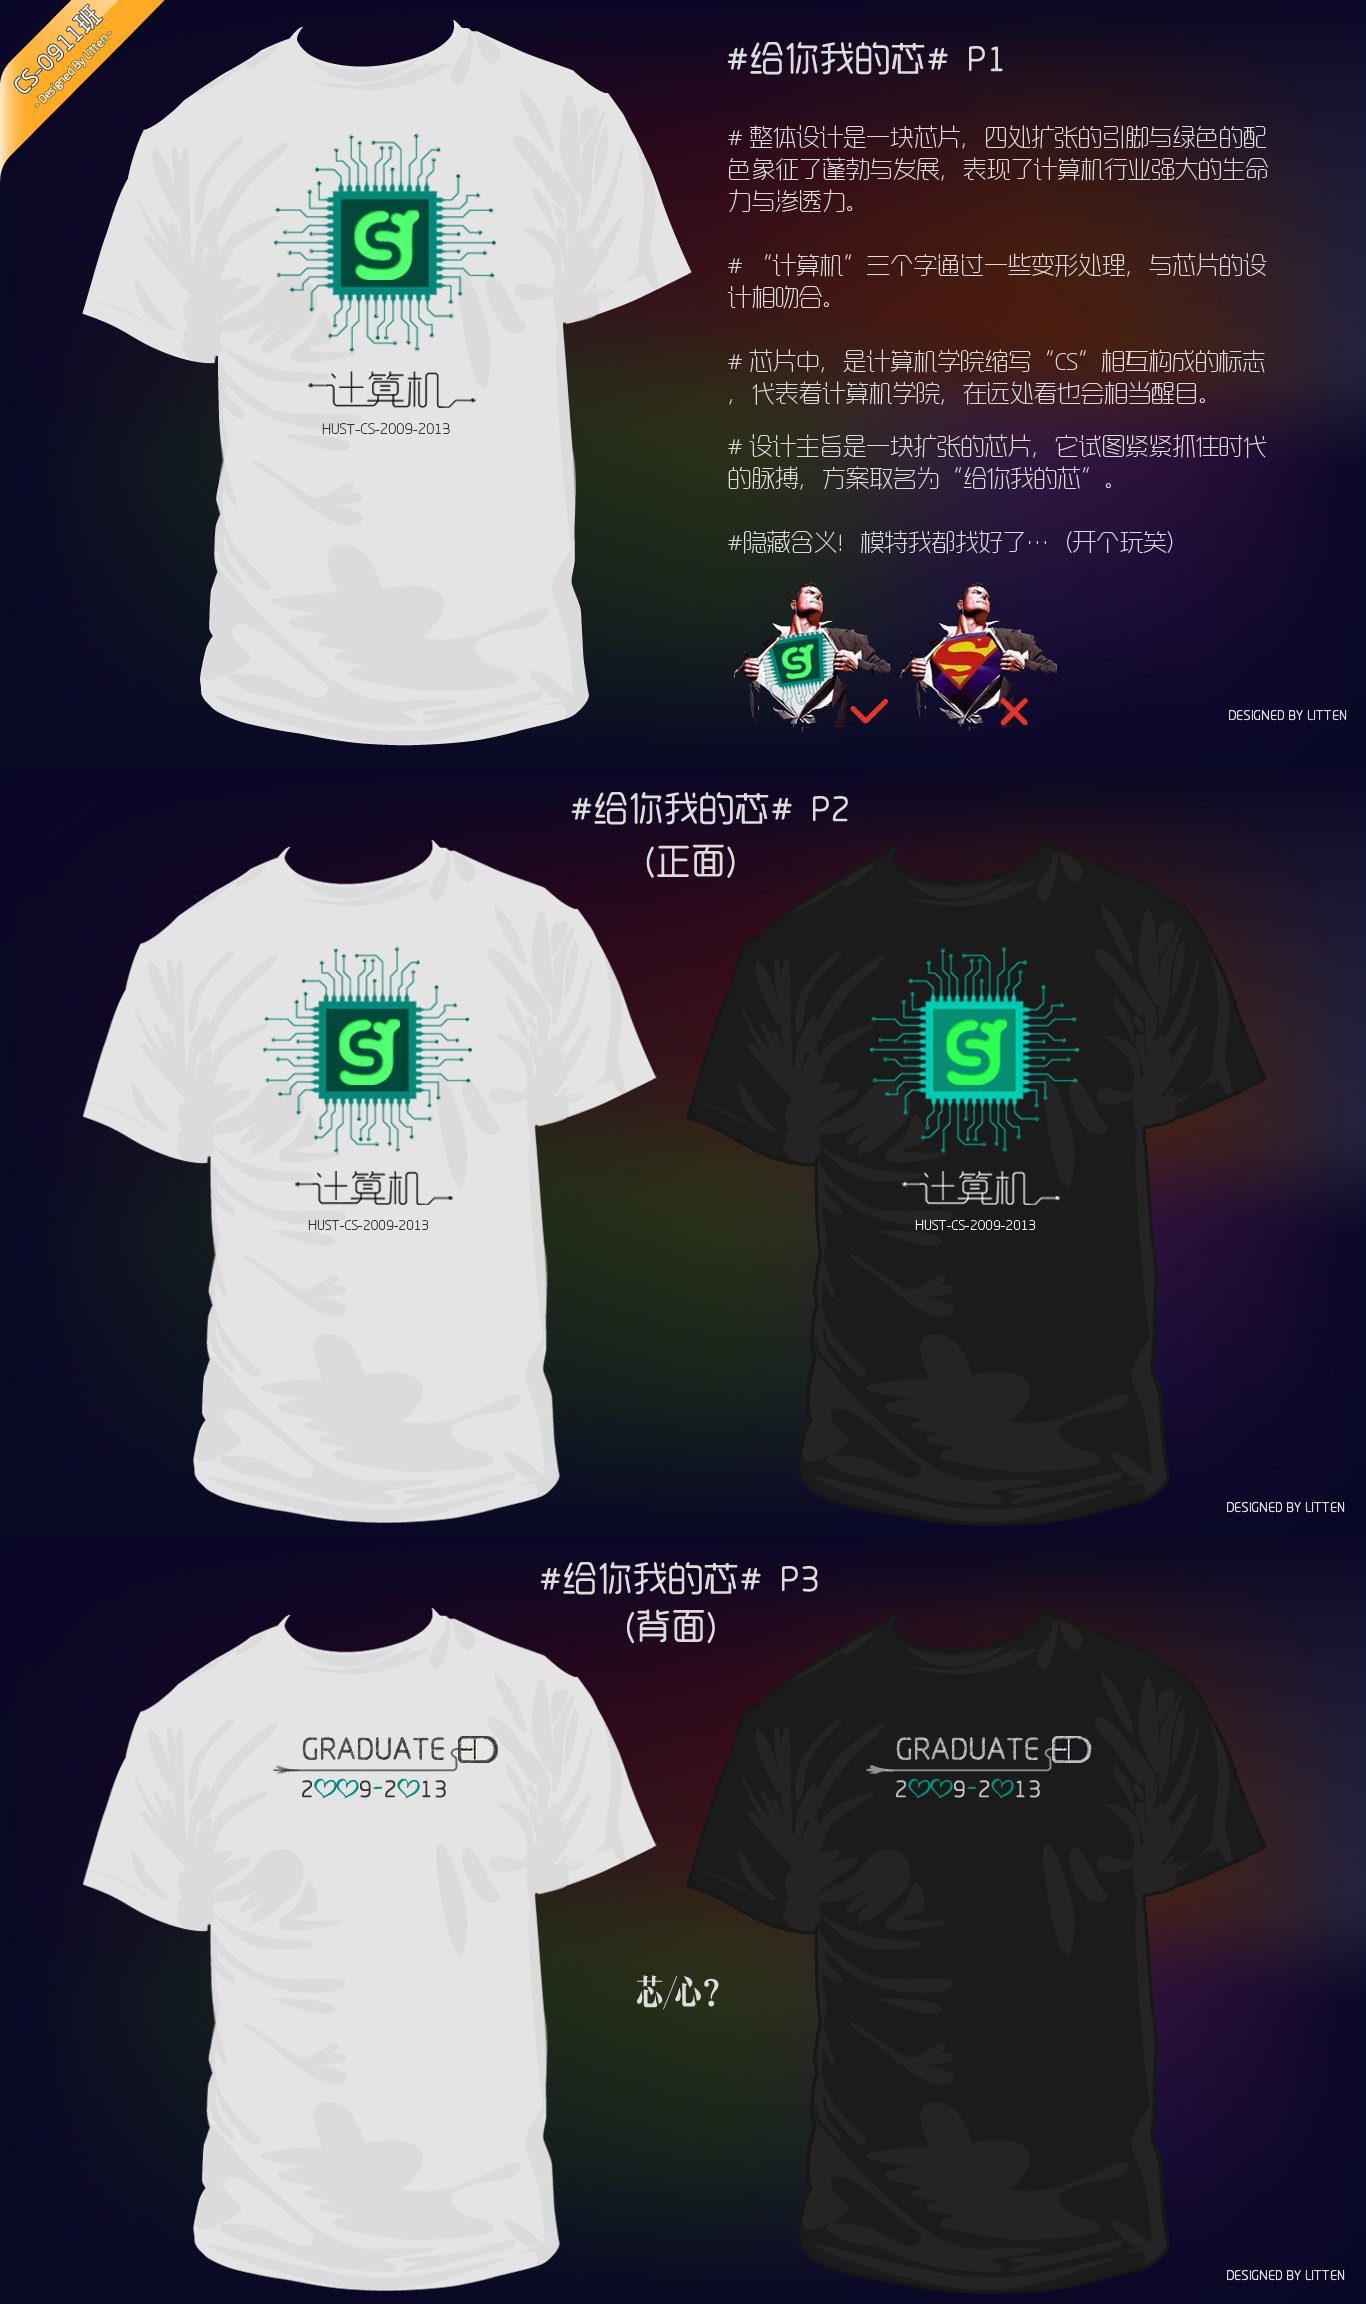 CS-0911班
- Designed By Litten -
#给你我的芯# P1
# 整体设计是一块芯片，四处扩张的引脚与绿色的配
色象征了蓬勃与发展，表现了计算机行业强大的生命
力与渗透力。
# “计算机”三个字通过一些变形处理，与芯片的设
计相吻合。
# 芯片中，是计算机学院缩写“CS”相互构成的标志
，代表着计算机学院，在远处看也会相当醒目。
# 设计主旨是一块扩张的芯片，它试图紧紧抓住时代
的脉搏，方案取名为“给你我的芯”。
#隐藏含义！模特我都找好了…（开个玩笑）
计算机
HUST-CS-2009-2013
DESIGNED BY LITTEN
#给你我的芯# P2
（正面）
计算机
HUST-CS-2009-2013
计算机
HUST-CS-2009-2013
DESIGNED BY LITTEN
#给你我的芯# P3
（背面）
GRADUATE
2♡♡9-2♡13
GRADUATE
2♡♡9-2♡13
芯/心?
DESIGNED BY LITTEN